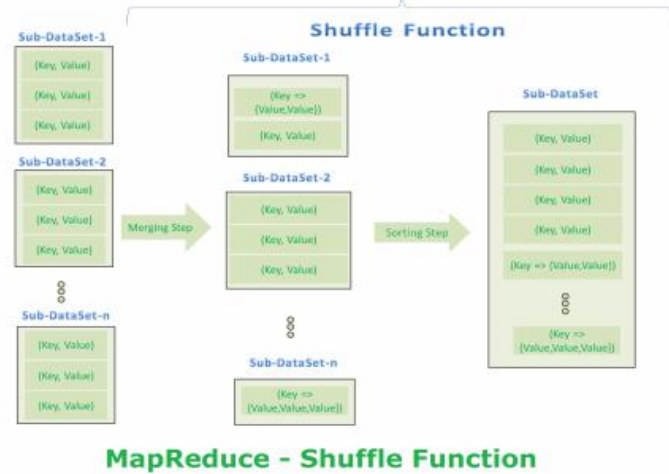 Shuffle Function
Sub-DataSet-1
(Key, Value)
(Key, Value)
(Key, Value)
Sub-DataSet-2
(Key, Value)
(Key, Value)
(Key, Value)
Sub-DataSet-n
(Key, Value)
(Key, Value)
(Key, Value)
Merging Step
Sub-DataSet-1
(Key =>
{Value,Value})
(Key, Value)
Sub-DataSet-2
(Key, Value)
(Key, Value)
(Key, Value)
Sub-DataSet-n
(Key =>
{Value,Value,Value})
Sorting Step
Sub-DataSet
(Key, Value)
(Key, Value)
(Key, Value)
(Key, Value)
(Key => {Value,Value})
(Key =>
{Value,Value,Value})
MapReduce - Shuffle Function